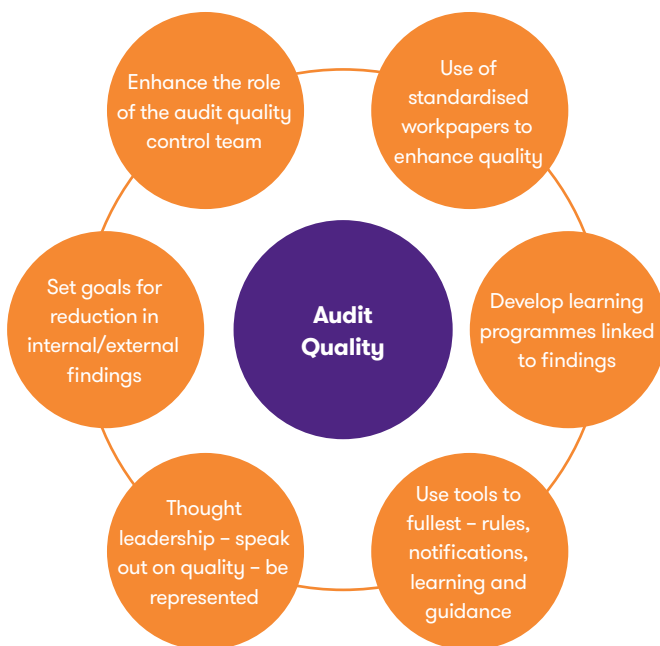 Enhance the role
of the audit quality
control team
Use of
standardised
workpapers to
enhance quality
Set goals for
reduction in
internal/external
findings
Audit
Quality
Develop learning
programmes linked
to findings
Thought
leadership – speak
out on quality – be
represented
Use tools to
fullest – rules,
notifications,
learning and
guidance